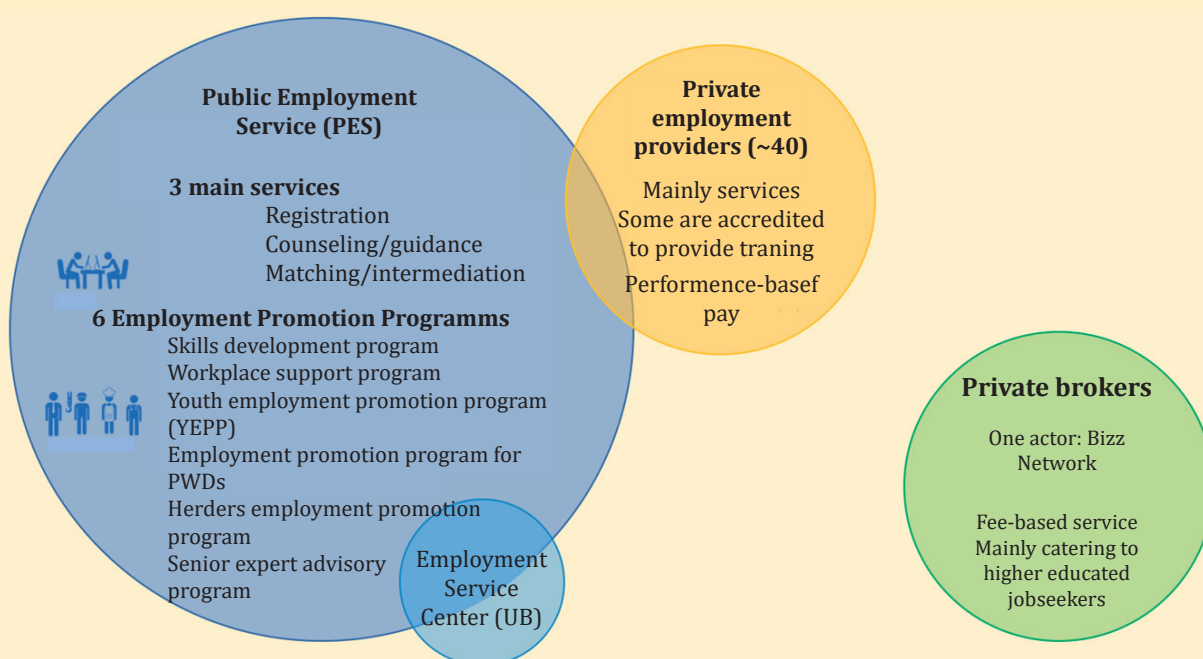 Public Employment
Service (PES)
3 main services
Registration
Counseling/guidance
Matching/intermediation
6 Employment Promotion Programms
Skills development program
Workplace support program
Youth employment promotion program
(YEPP)
Employment promotion program for
PWDs
Herders employment promotion
program
Senior expert advisory
program
Employment
Service
Center (UB)
Private
employment
providers (~40)
Mainly services
Some are accredited
to provide traning
Performence-basef
pay
Private brokers
One actor: Bizz
Network
Fee-based service
Mainly catering to
higher educated
jobseekers